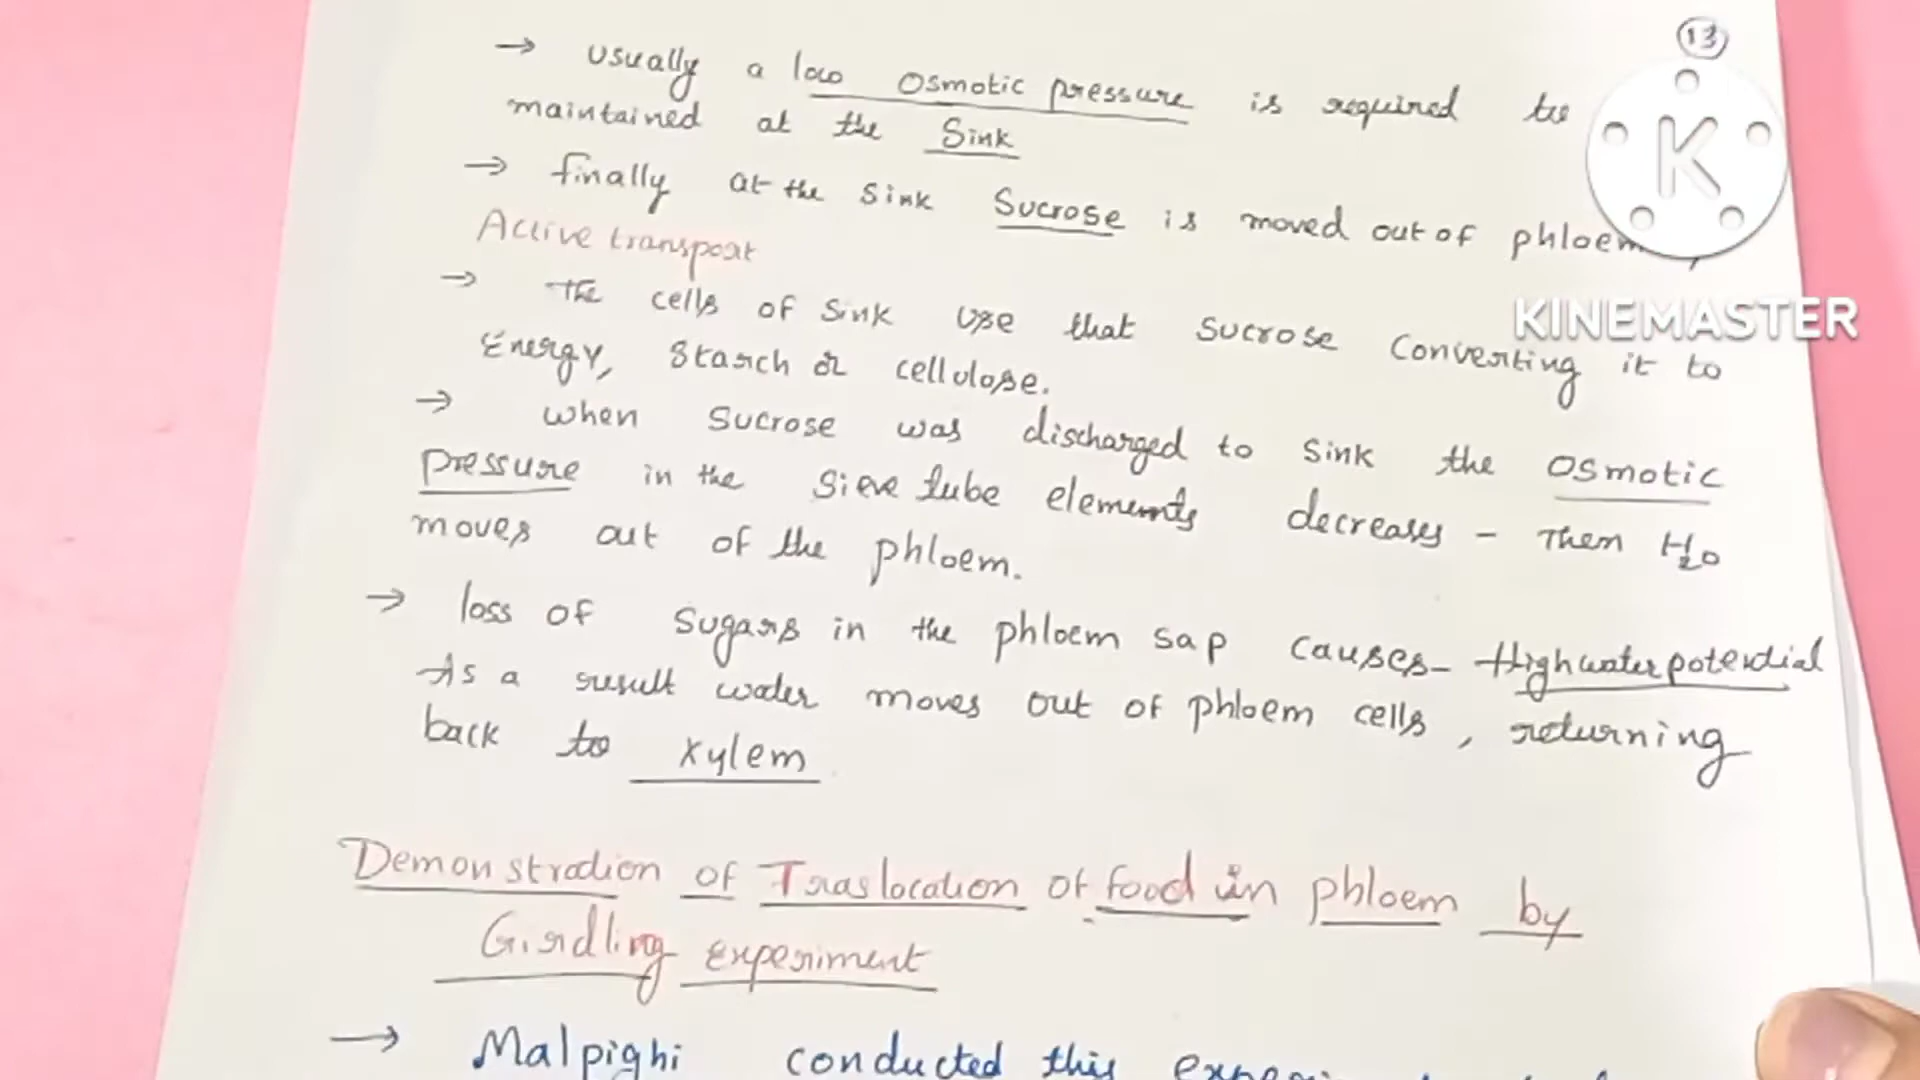 13
→ usually a low osmotic pressure is required to
maintained at the Sink
→ finally at the sink Sucrose is moved out of phloem
Active transport
→ The cells of sink use that sucrose converting it to
Energy, Starch or cellulose.
→ when sucrose was discharged to sink the Osmotic
pressure in the sieve tube elements decreases - Then H2O
moves out of the phloem.
→ loss of sugars in the phloem sap causes- High water potential
As a result water moves out of phloem cells, returning
back to xylem
Demonstration of Traslocation of food in phloem by
Girdling experiment
→ Malpighi conducted this
K
KINEMASTER